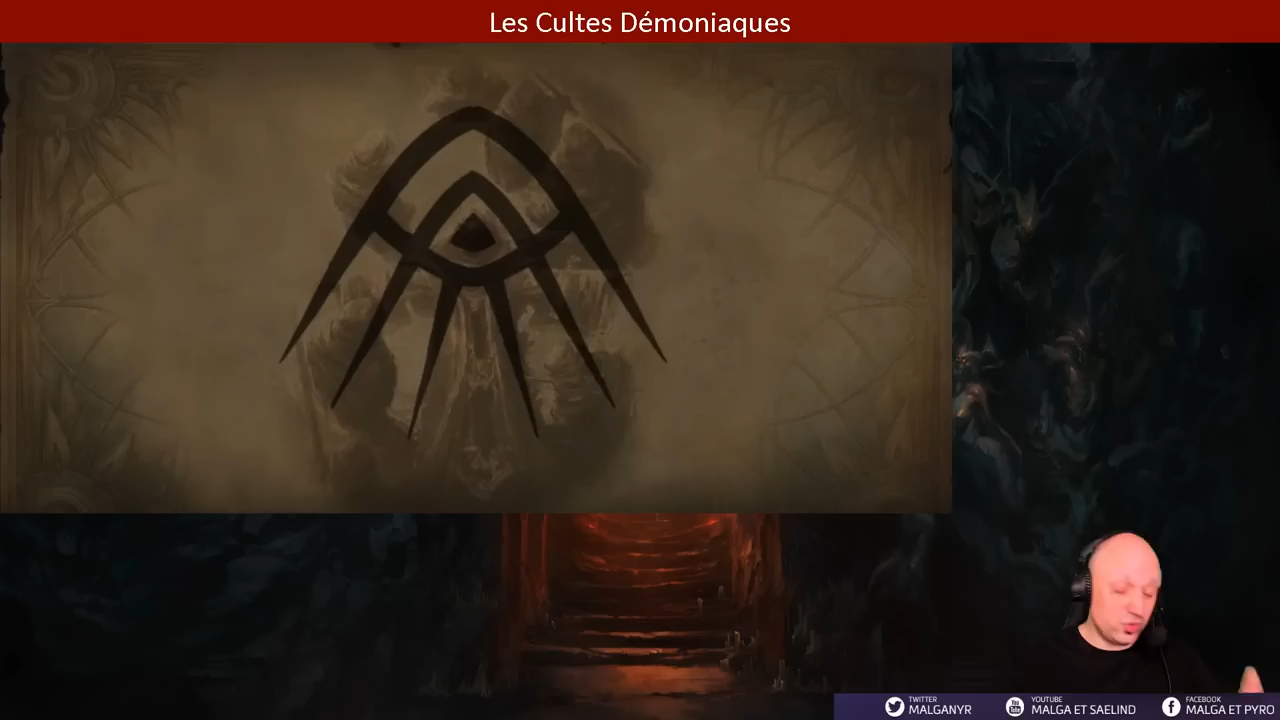 Les Cultes Démoniaques
TWITTER
MALGANYR
YOUTUBE
MALGA ET SAELIND
FACEBOOK
MALGA ET PYRO